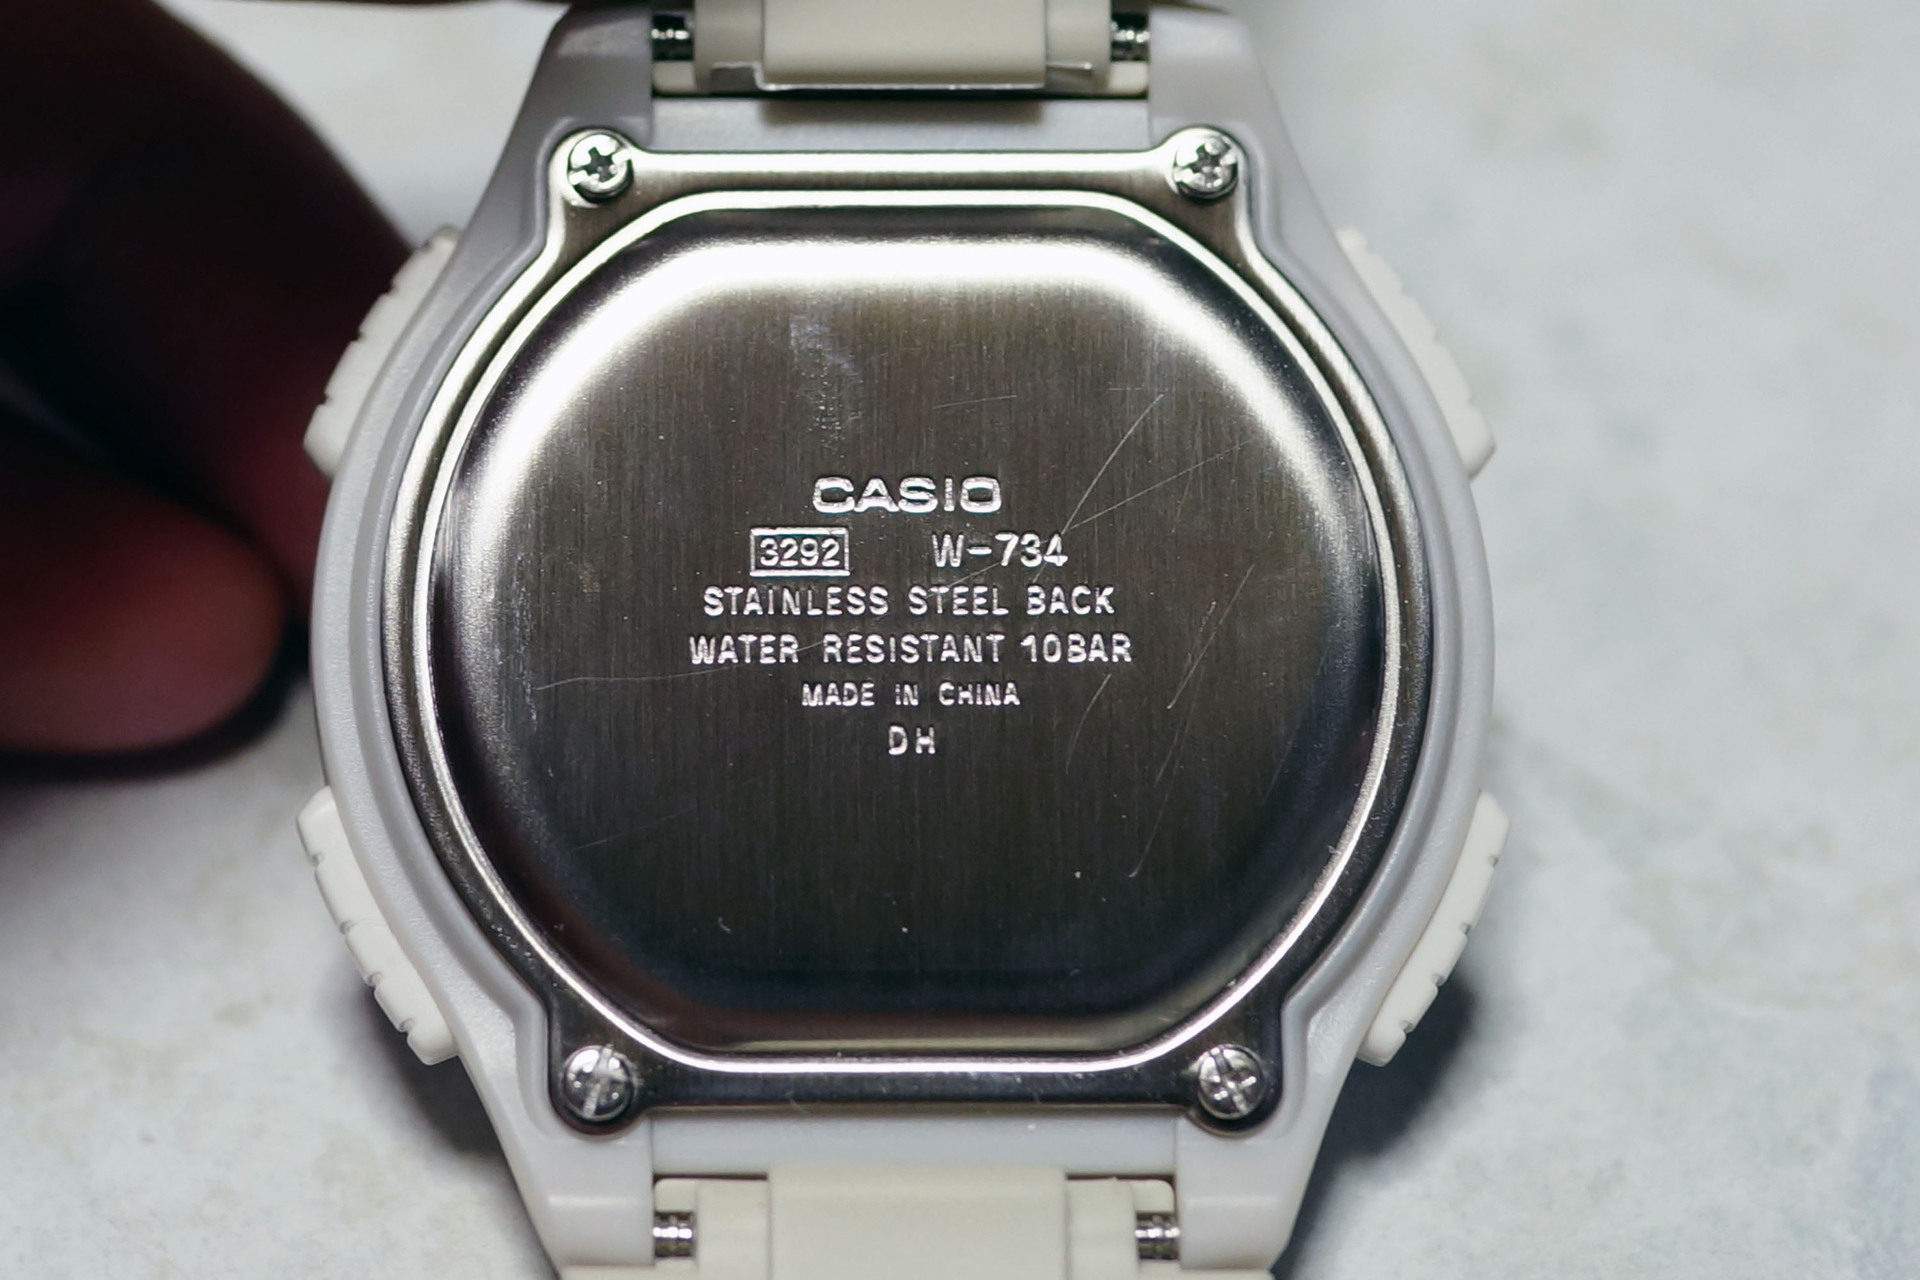 CASIO
3292 W-734
STAINLESS STEEL BACK
WATER RESISTANT 10BAR
MADE IN CHINA
DH